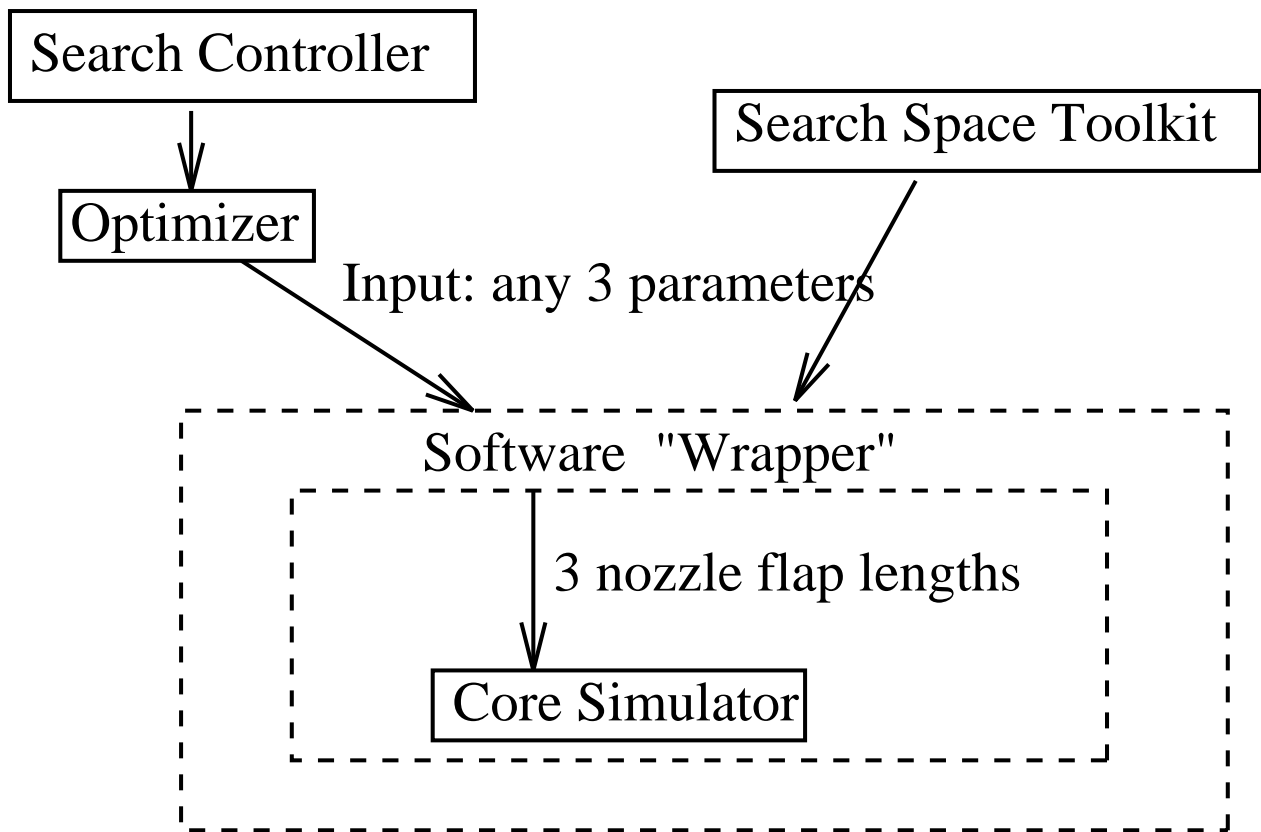 Search Controller
Search Space Toolkit
Optimizer
Input: any 3 parameters
Software "Wrapper"
3 nozzle flap lengths
Core Simulator